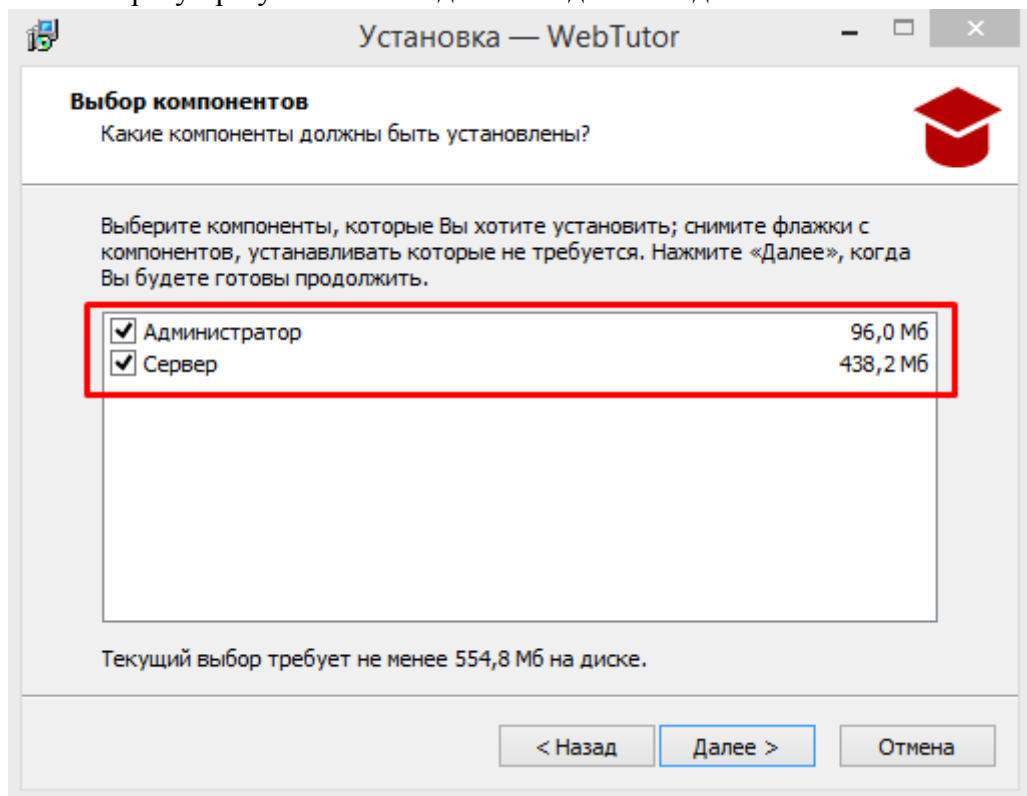 Установка — WebTutor
Выбор компонентов
Какие компоненты должны быть установлены?
Выберите компоненты, которые Вы хотите установить; снимите флажки с
компонентов, устанавливать которые не требуется. Нажмите «Далее», когда
Вы будете готовы продолжить.
Администратор 96,0 Мб
Сервер 438,2 Мб
Текущий выбор требует не менее 554,8 Мб на диске.
< Назад Далее > Отмена